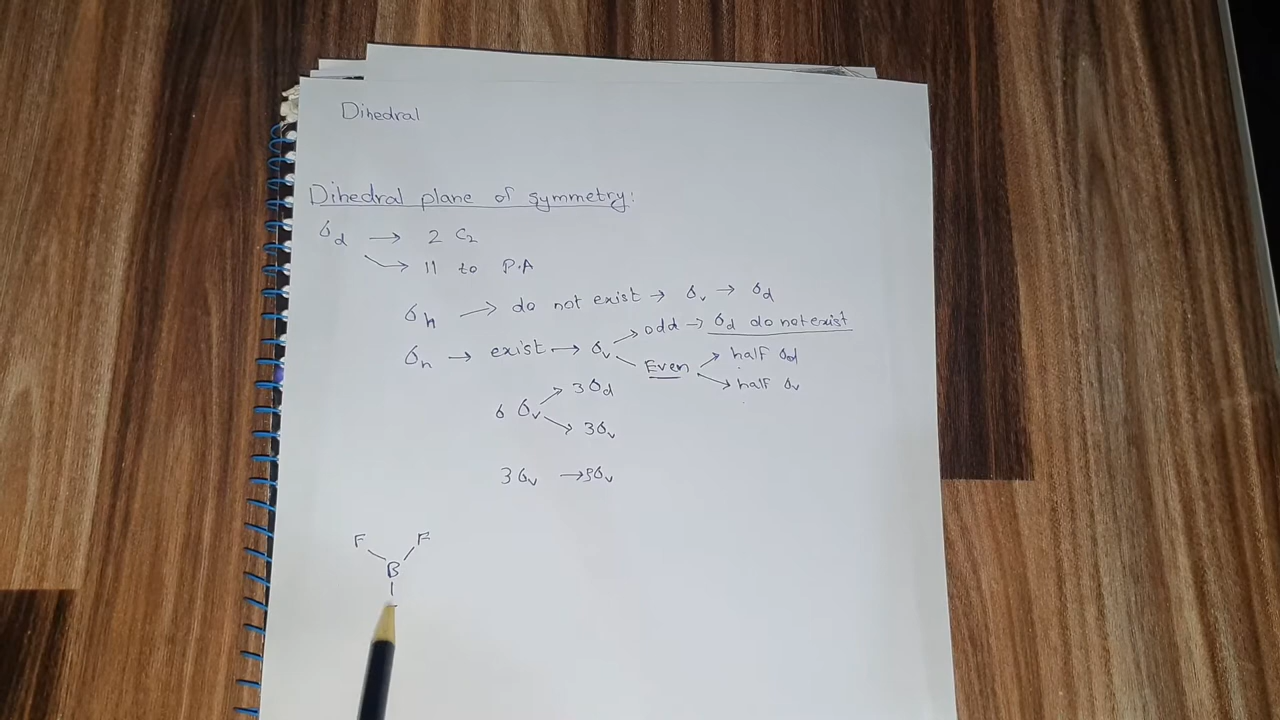 Dihedral
Dihedral plane of symmetry:
σd → 2 C2
→ 11 to P.A
σh → do not exist → σv → σd
σh → exist → σv → odd → σd do not exist
Even → half σd
→ half σv
6 σv → 3σd
→ 3σv
3σv → 3σv
F F
B